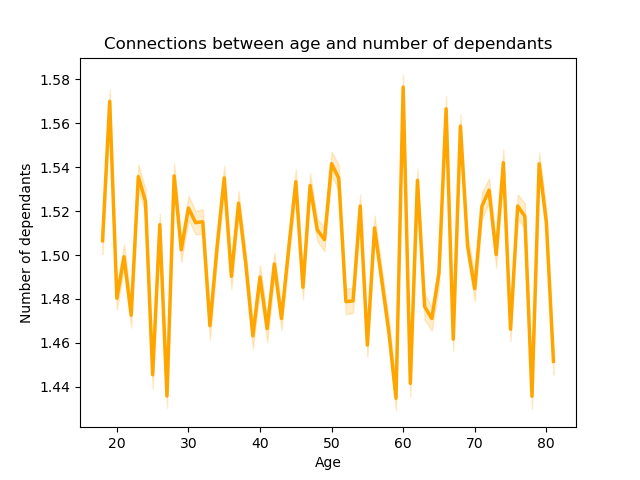 Connections between age and number of dependants
1.58
1.56
1.54
1.52
1.50
1.48
1.46
1.44
Number of dependants
20 30 40 50 60 70 80
Age